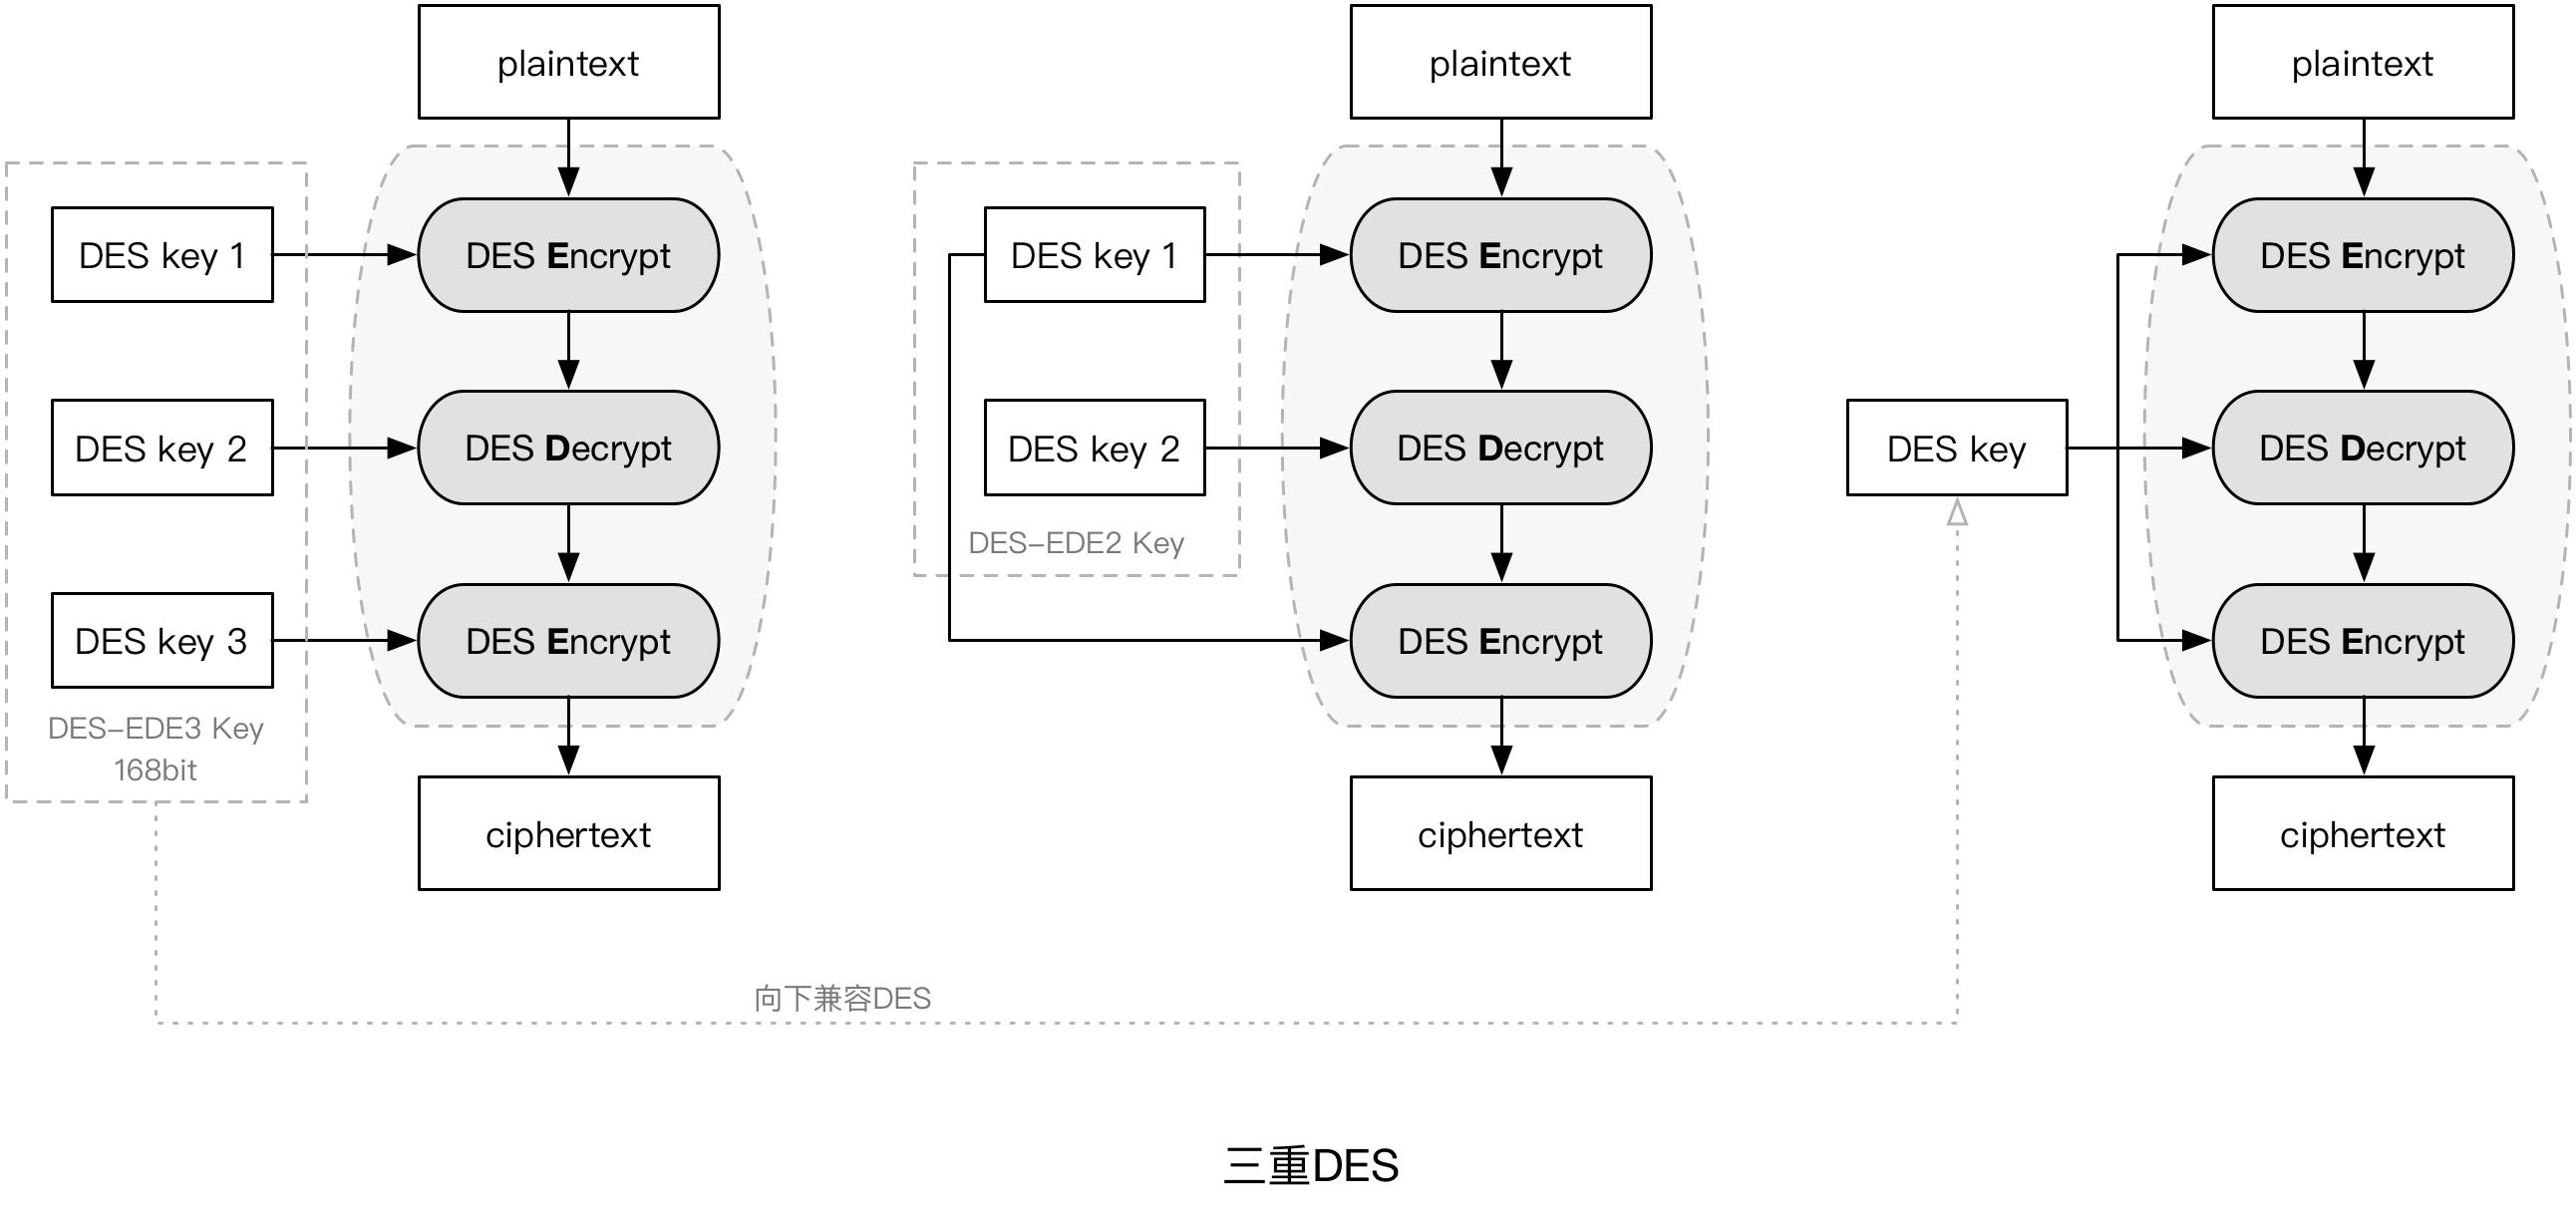 plaintext
DES key 1
DES Encrypt
DES key 2
DES Decrypt
DES key 3
DES Encrypt
DES–EDE3 Key
168bit
ciphertext
plaintext
DES key 1
DES Encrypt
DES key 2
DES Decrypt
DES–EDE2 Key
DES Encrypt
ciphertext
plaintext
DES Encrypt
DES key
DES Decrypt
DES Encrypt
ciphertext
向下兼容DES
三重DES